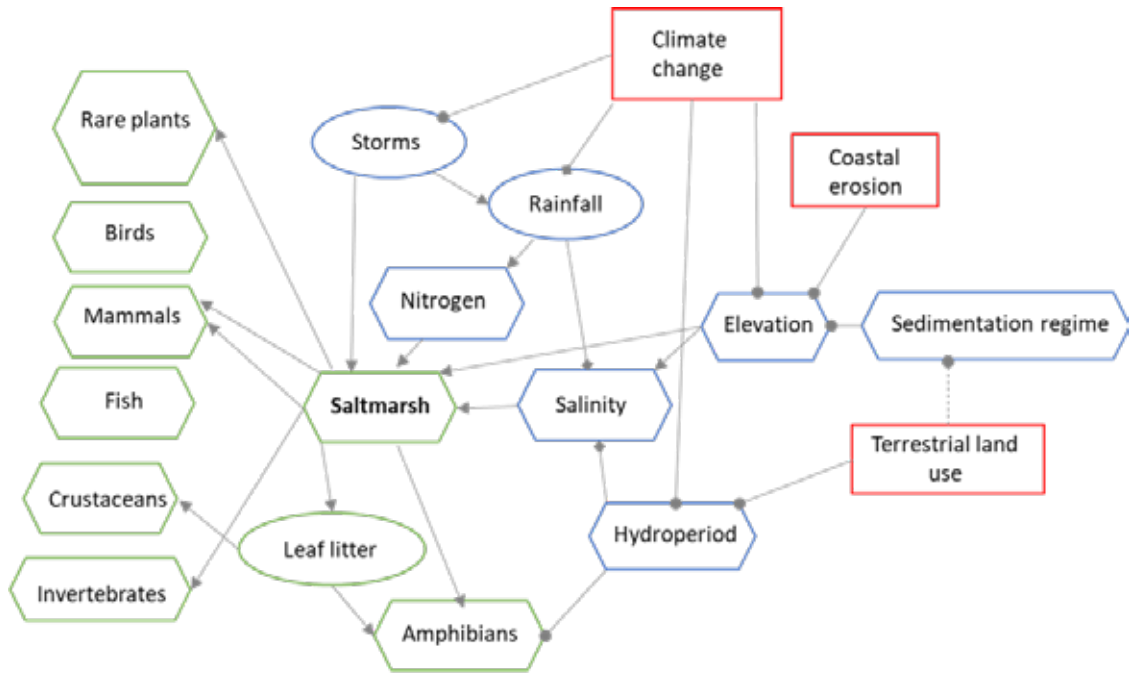 Climate
change
Rare plants
Storms
Coastal
erosion
Rainfall
Birds
Nitrogen
Mammals
Elevation
Sedimentation regime
Fish
Saltmarsh
Salinity
Terrestrial land
use
Crustaceans
Leaf litter
Hydroperiod
Invertebrates
Amphibians